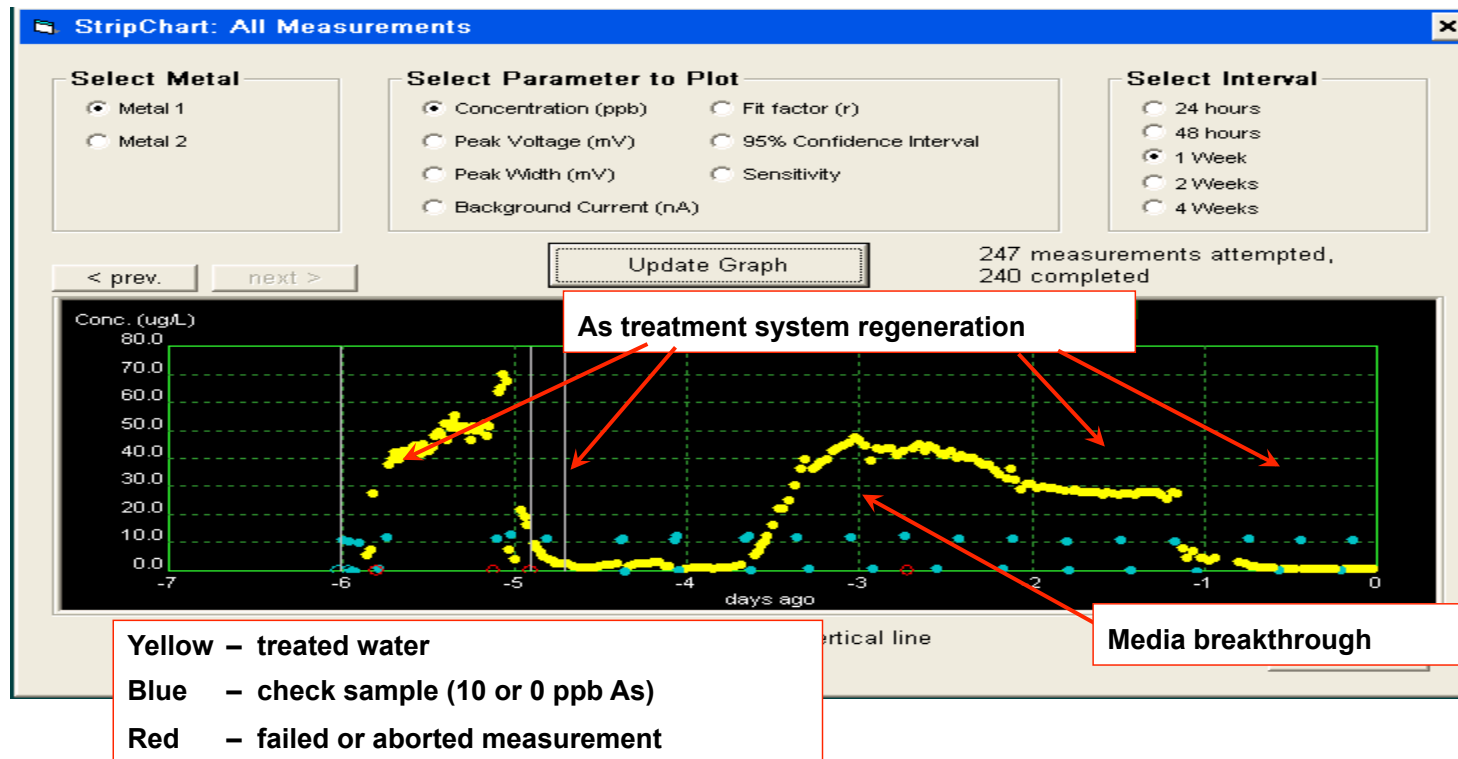 StripChart: All Measurements
Select Metal
Metal 1
Metal 2
Select Parameter to Plot
Concentration (ppb)
Peak Voltage (mV)
Peak Width (mV)
Background Current (nA)
Fit factor (r)
95% Confidence Interval
Sensitivity
Select Interval
24 hours
48 hours
1 Week
2 Weeks
4 Weeks
< prev.
next >
Update Graph
247 measurements attempted,
240 completed
As treatment system regeneration
Conc. (ug/L)
80.0
70.0
60.0
50.0
40.0
30.0
20.0
10.0
0.0
-7 -6 -5 -4 -3 -2 -1 0
days ago
vertical line
Media breakthrough
Yellow – treated water
Blue – check sample (10 or 0 ppb As)
Red – failed or aborted measurement